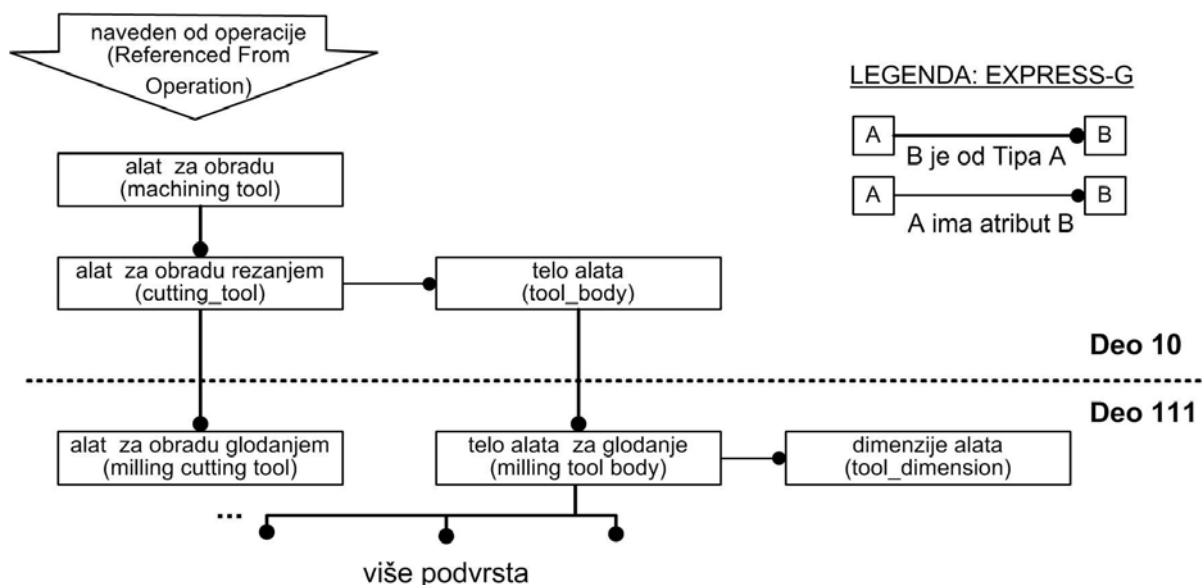 naveden od operacije
(Referenced From
Operation)
LEGENDA: EXPRESS-G
A
B
B je od Tipa A
A
B
A ima atribut B
alat za obradu
(machining tool)
alat za obradu rezanjem
(cutting_tool)
telo alata
(tool_body)
Deo 10
Deo 111
alat za obradu glodanjem
(milling cutting tool)
telo alata za glodanje
(milling tool body)
dimenzije alata
(tool_dimension)
...
više podvrsta